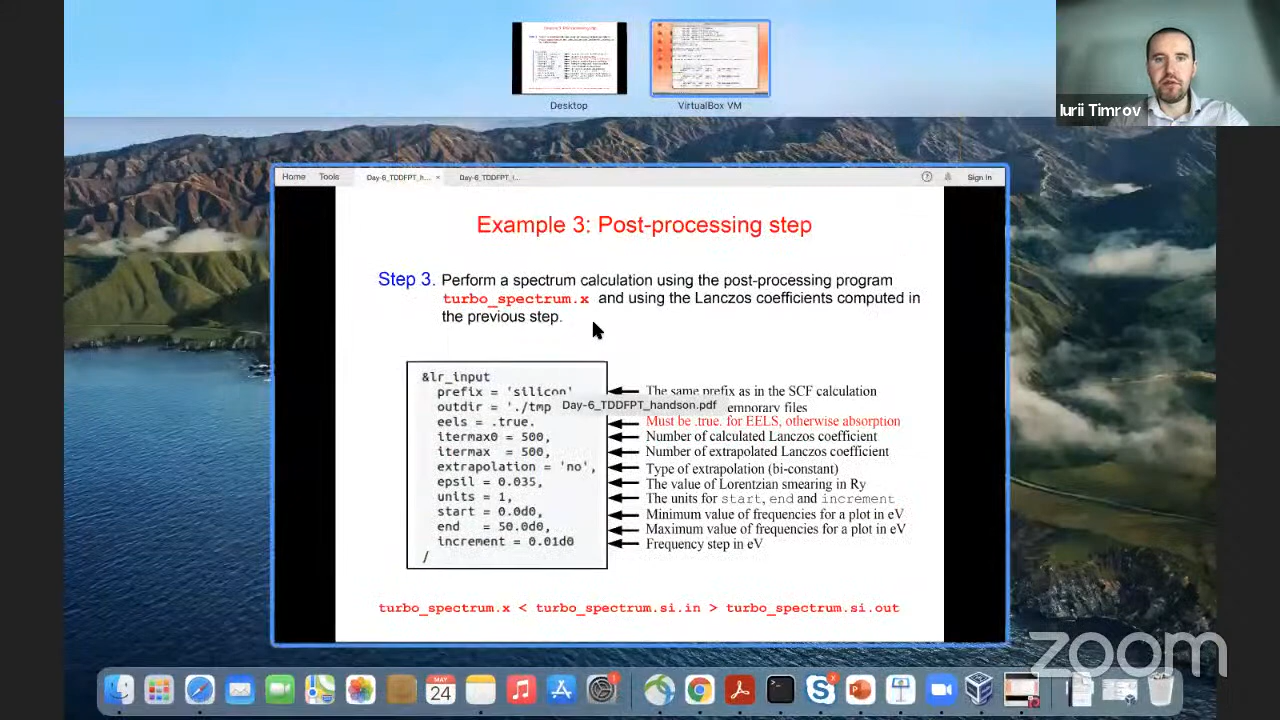 Desktop
VirtualBox VM
Iurii Timrov
Home Tools Day-6_TDDFPT_h... × Day-6_TDDFPT_l... Sign In
Example 3: Post-processing step
Step 3. Perform a spectrum calculation using the post-processing program
turbo_spectrum.x and using the Lanczos coefficients computed in
the previous step.
&lr_input
prefix = 'silicon' The same prefix as in the SCF calculation
outdir = './tmp temporary files
Day-6_TDDFPT_handson.pdf
eels = .true. Must be .true. for EELS, otherwise absorption
itermax0 = 500, Number of calculated Lanczos coefficient
itermax = 500, Number of extrapolated Lanczos coefficient
extrapolation = 'no', Type of extrapolation (bi-constant)
epsil = 0.035, The value of Lorentzian smearing in Ry
units = 1, The units for start, end and increment
start = 0.0d0, Minimum value of frequencies for a plot in eV
end = 50.0d0, Maximum value of frequencies for a plot in eV
increment = 0.01d0 Frequency step in eV
/
turbo_spectrum.x < turbo_spectrum.si.in > turbo_spectrum.si.out
MAY
24
zoom